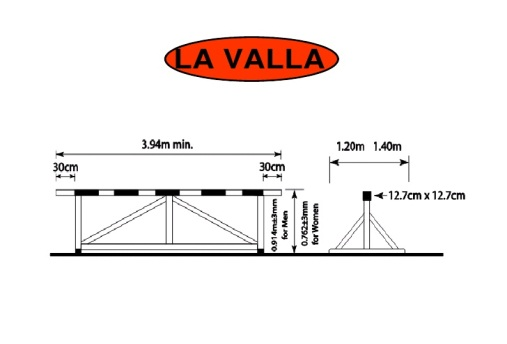 LA VALLA
3.94m min.
1.20m 1.40m
30cm
30cm
12.7cm x 12.7cm
0.914m±3mm
for Men
0.762±3mm
for Women